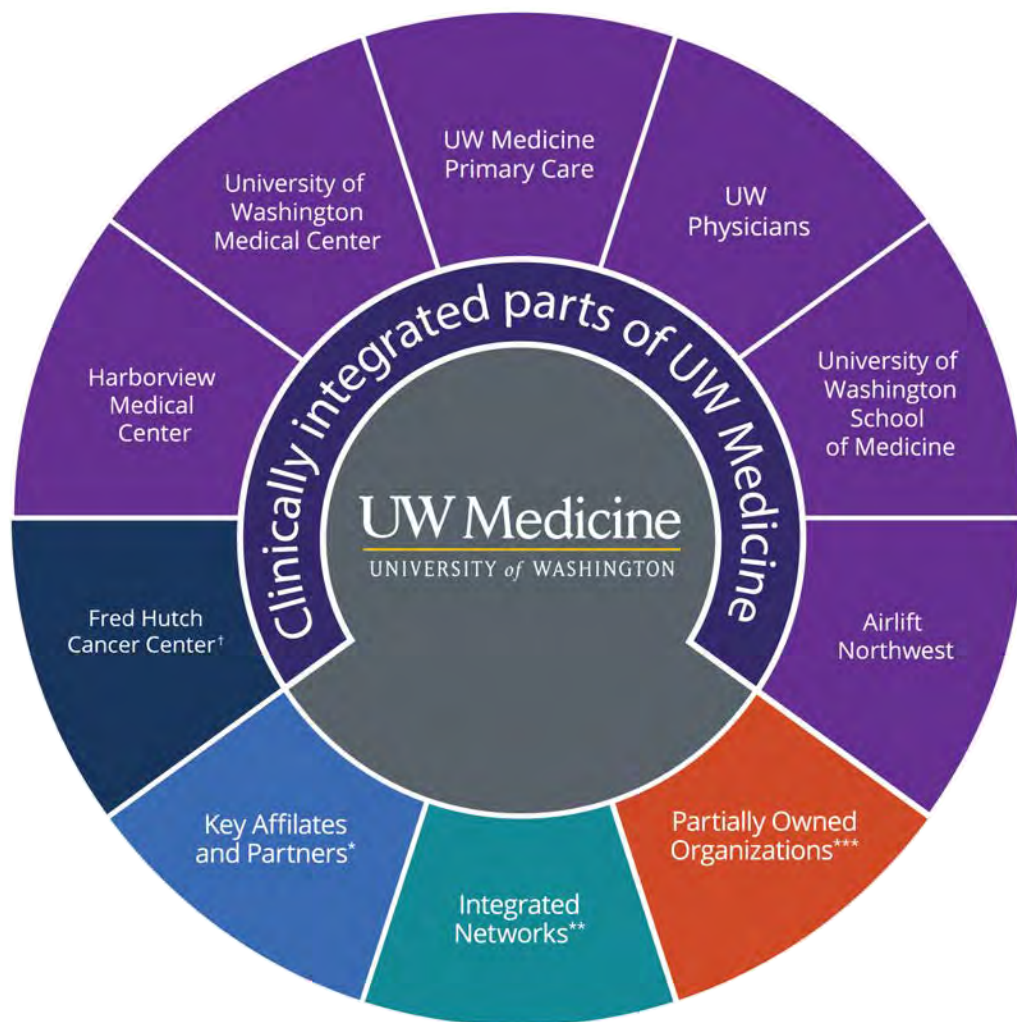 UW Medicine
Primary Care
UW
Physicians
University of
Washington
School
of Medicine
Airlift
Northwest
Partially Owned
Organizations***
Integrated
Networks**
Key Affilates
and Partners*
Fred Hutch
Cancer Center†
Harborview
Medical
Center
University of
Washington
Medical Center
Clinically integrated parts of UW Medicine
UW Medicine
UNIVERSITY of WASHINGTON